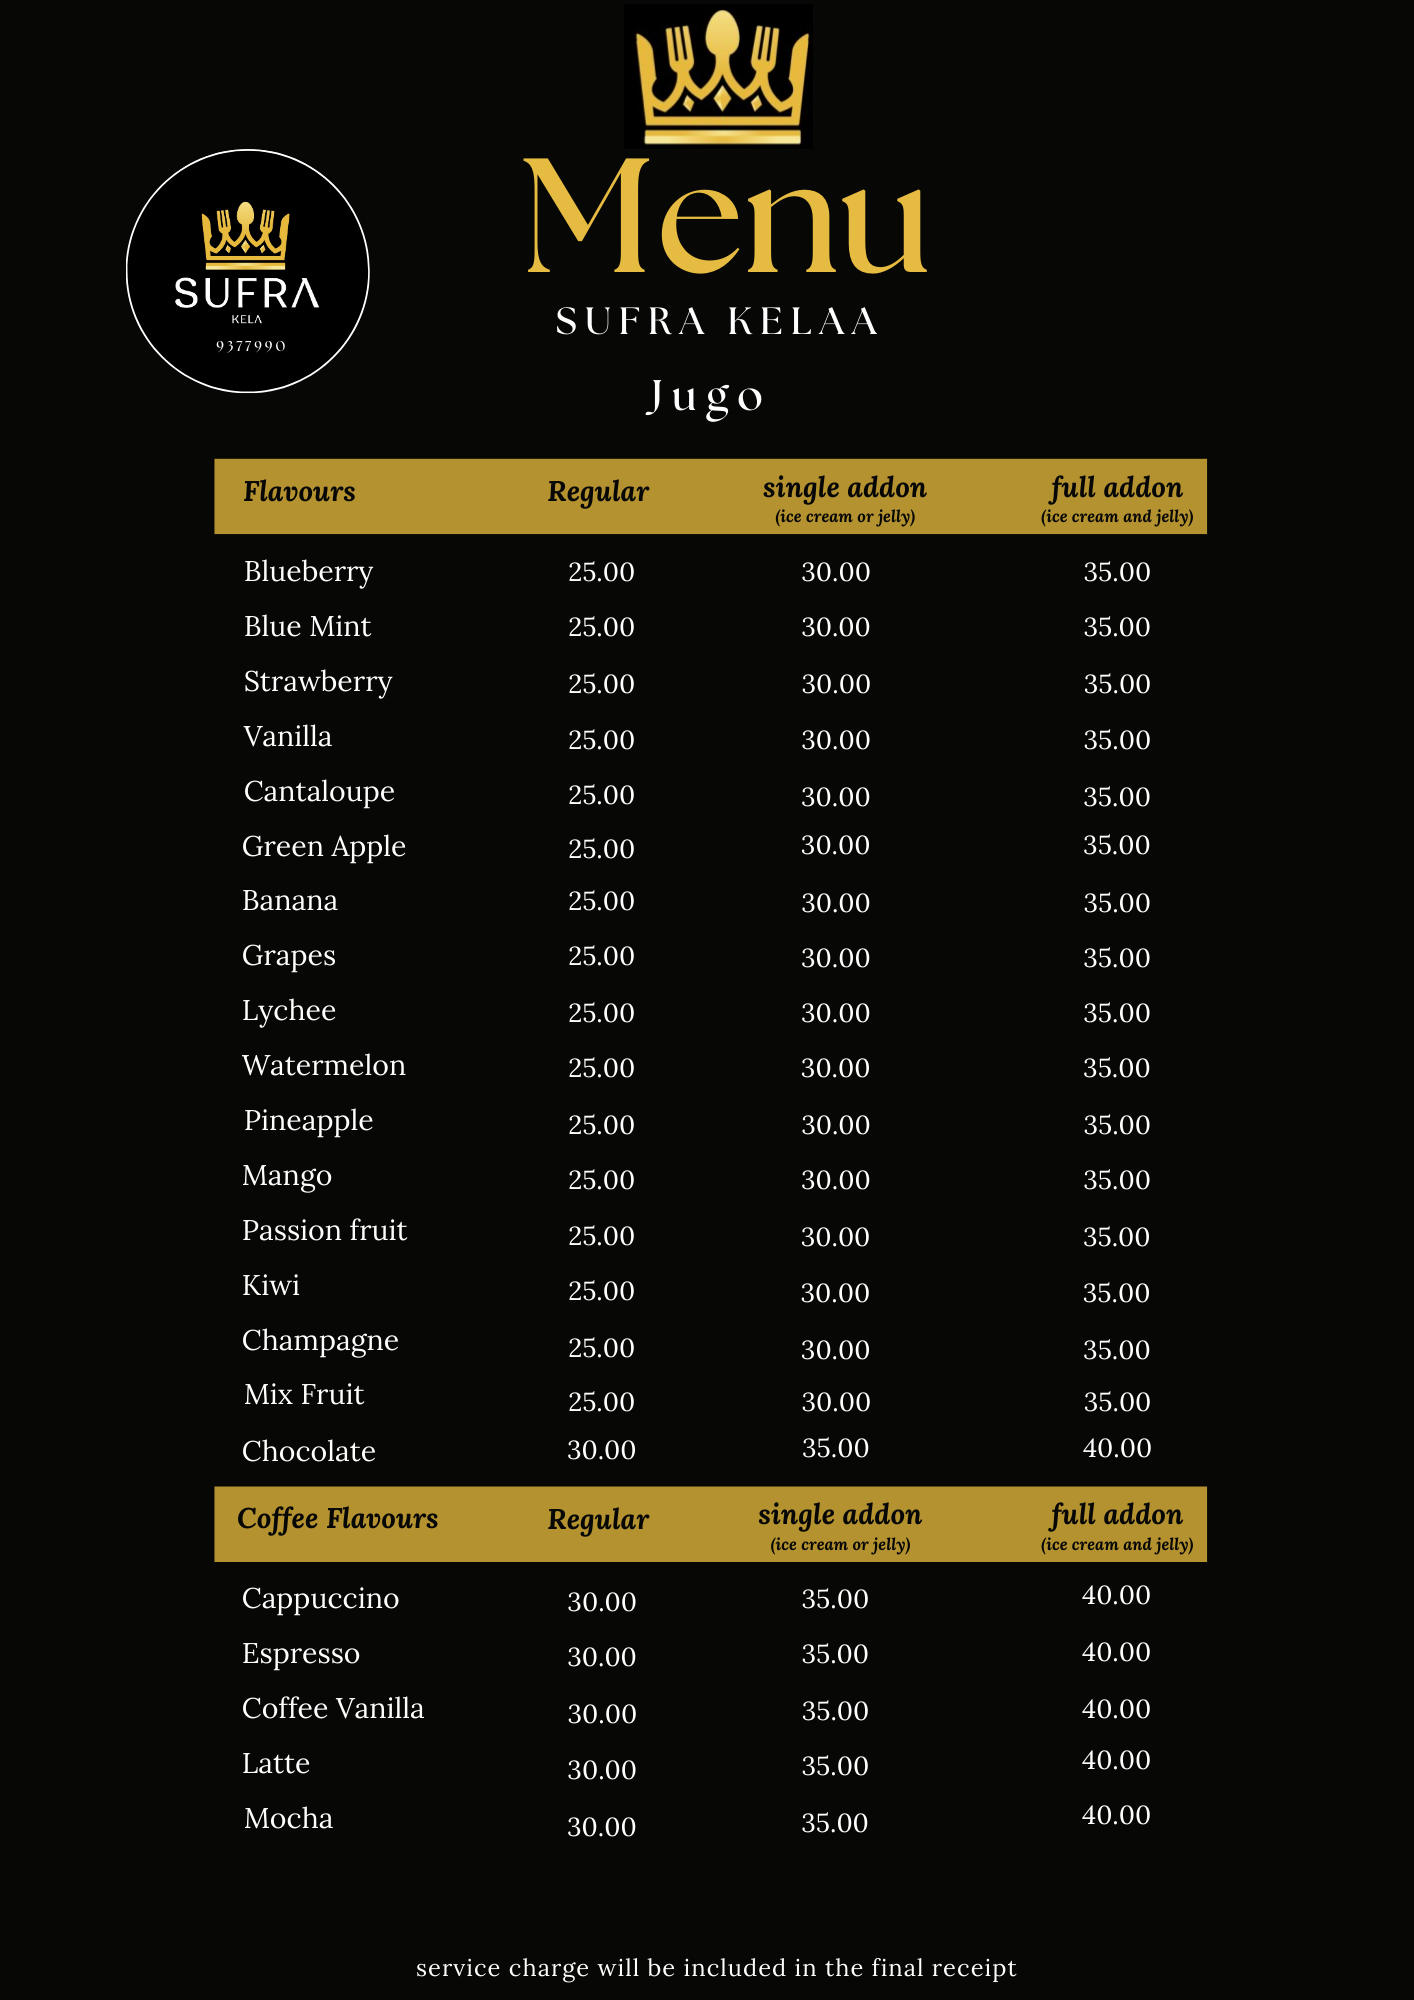 Menu
SUFRA
KELA
9377990
SUFRA KELAA
Jugo
Flavours Regular single addon full addon
(ice cream or jelly) (ice cream and jelly)
Blueberry 25.00 30.00 35.00
Blue Mint 25.00 30.00 35.00
Strawberry 25.00 30.00 35.00
Vanilla 25.00 30.00 35.00
Cantaloupe 25.00 30.00 35.00
Green Apple 25.00 30.00 35.00
Banana 25.00 30.00 35.00
Grapes 25.00 30.00 35.00
Lychee 25.00 30.00 35.00
Watermelon 25.00 30.00 35.00
Pineapple 25.00 30.00 35.00
Mango 25.00 30.00 35.00
Passion fruit 25.00 30.00 35.00
Kiwi 25.00 30.00 35.00
Champagne 25.00 30.00 35.00
Mix Fruit 25.00 30.00 35.00
Chocolate 30.00 35.00 40.00
Coffee Flavours Regular single addon full addon
(ice cream or jelly) (ice cream and jelly)
Cappuccino 30.00 35.00 40.00
Espresso 30.00 35.00 40.00
Coffee Vanilla 30.00 35.00 40.00
Latte 30.00 35.00 40.00
Mocha 30.00 35.00 40.00
service charge will be included in the final receipt